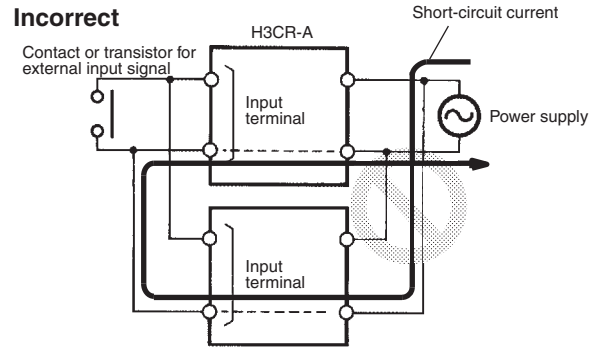 Incorrect
Short-circuit current
H3CR-A
Contact or transistor for
external input signal
Input
terminal
Power supply
Input
terminal